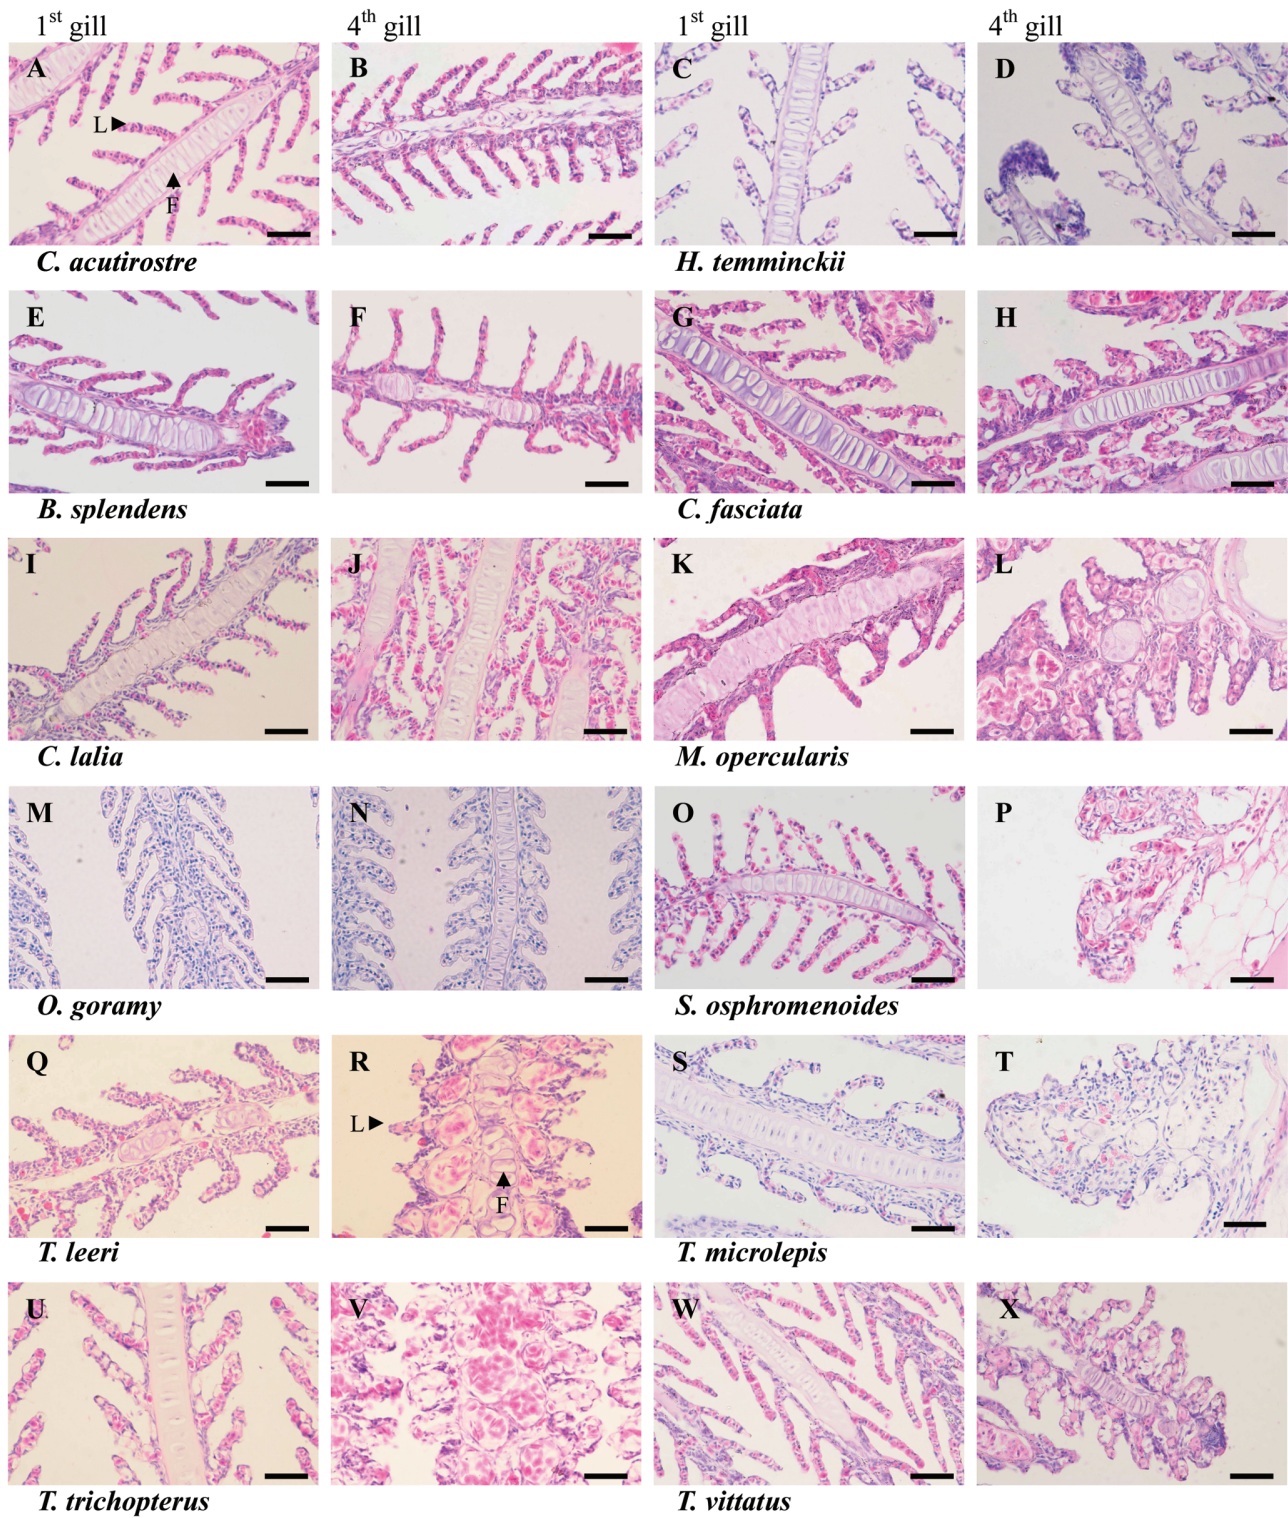 1st gill 4th gill 1st gill 4th gill
A B C D
L
F
C. acutirostre H. temminckii
E F G H
B. splendens C. fasciata
I J K L
C. lalia M. opercularis
M N O P
O. goramy S. osphromenoides
Q R S T
L
F
T. leeri T. microlepis
U V W X
T. trichopterus T. vittatus